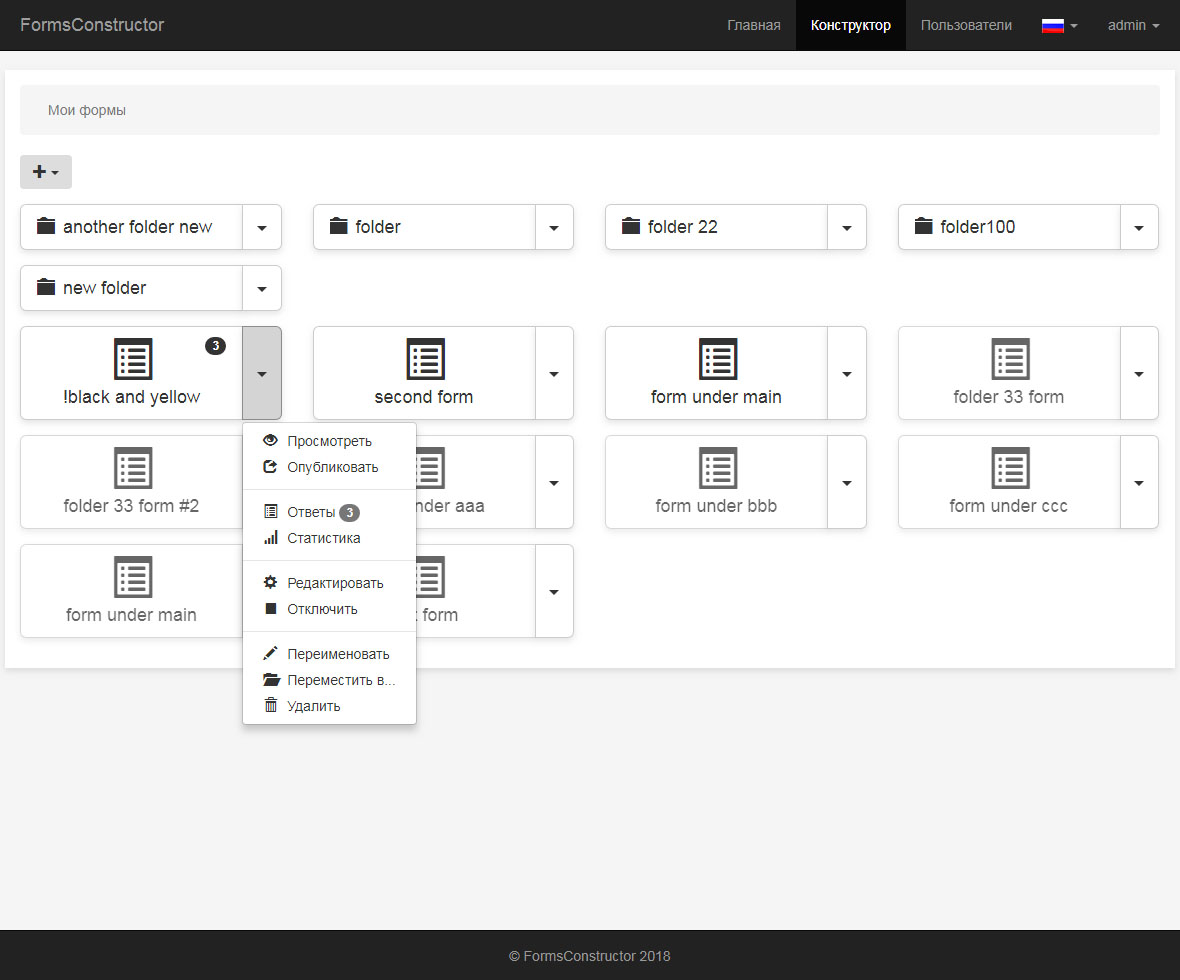 FormsConstructor Главная Конструктор Пользователи admin
Мои формы
another folder new folder folder 22 folder100
new folder
3
!black and yellow second form form under main folder 33 form
Просмотреть
Опубликовать
folder 33 form #2 nder aaa form under bbb form under ccc
Ответы 3
Статистика
Редактировать
Отключить
form under main form
Переименовать
Переместить в...
Удалить
© FormsConstructor 2018